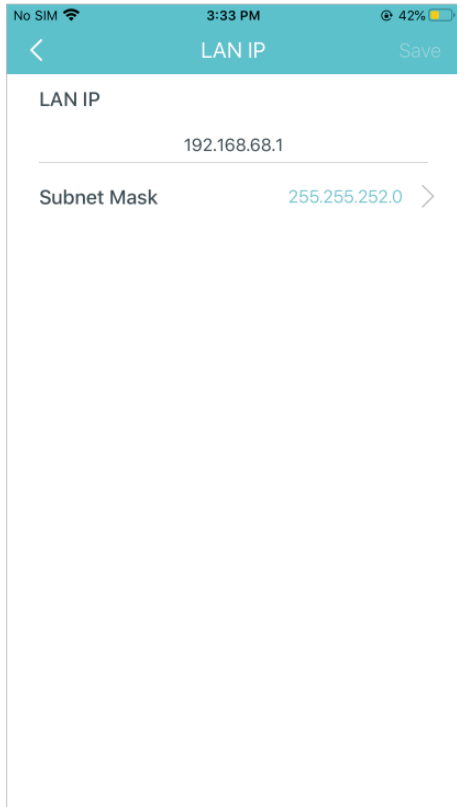 No SIM 3:33 PM 42%
LAN IP Save
LAN IP
192.168.68.1
Subnet Mask 255.255.252.0